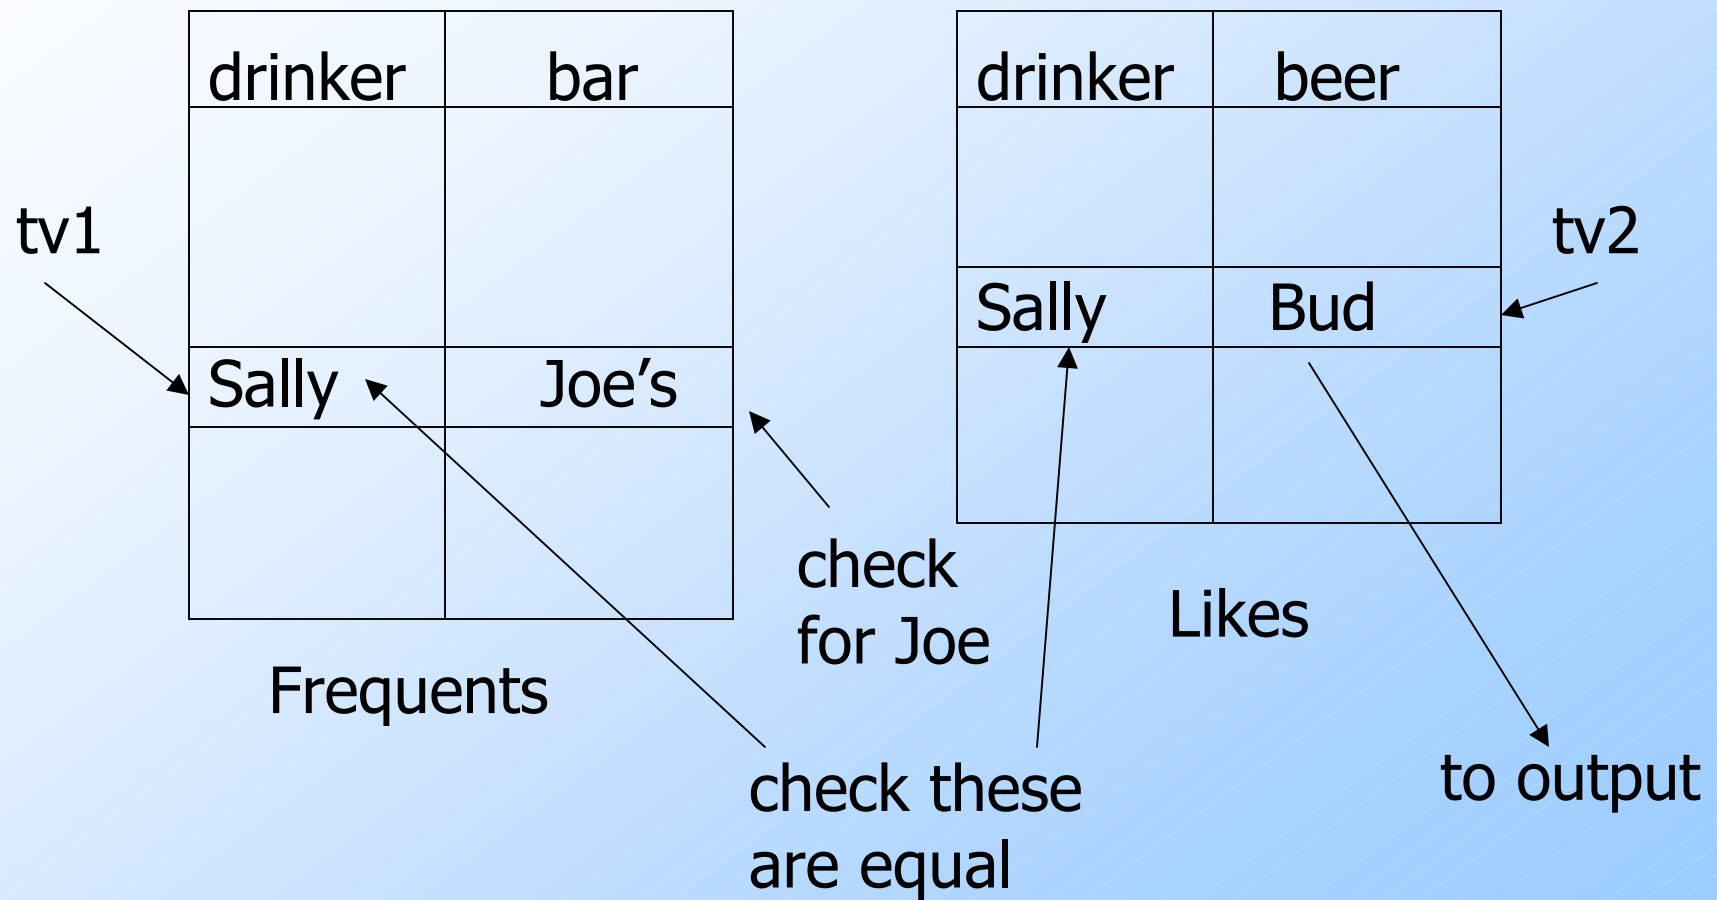 drinker bar
drinker beer
tv1
tv2
Sally Bud
Sally Joe’s
check
for Joe
Likes
Frequents
to output
check these
are equal